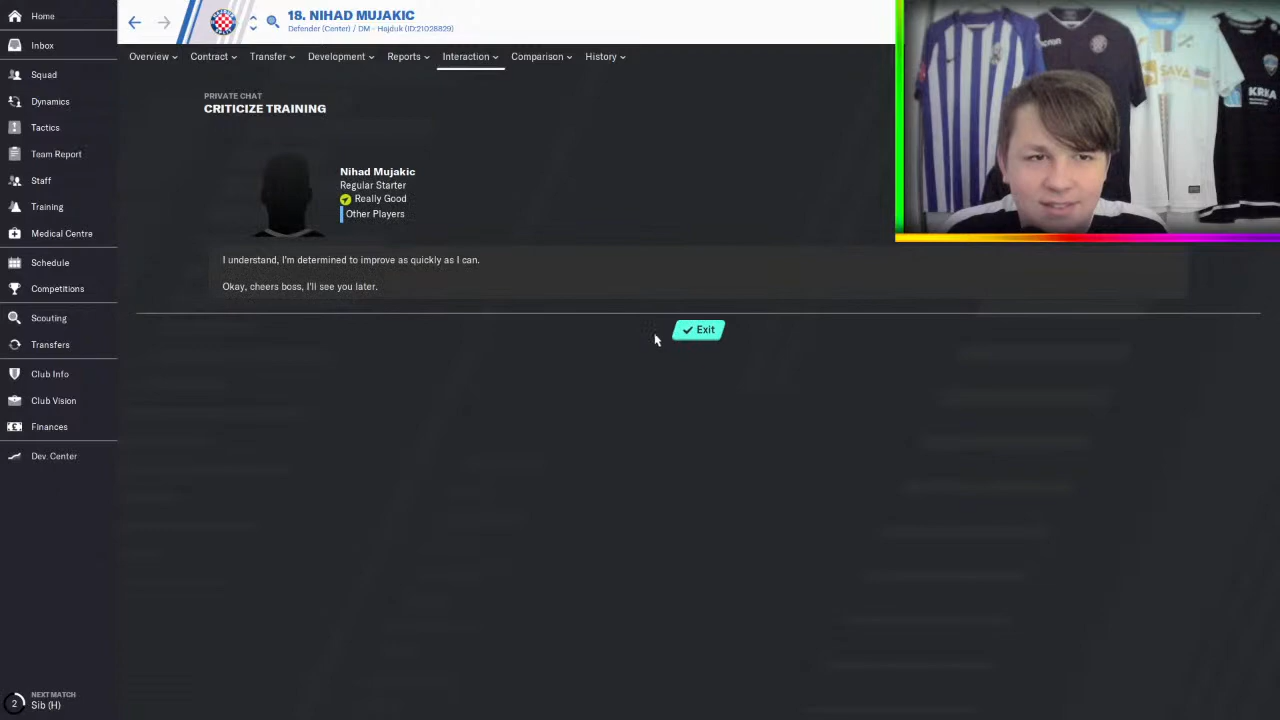 18. NIHAD MUJAKIC
Defender (Center) / DM - Hajduk (ID:21028829)
Home
Inbox
Squad
Dynamics
Tactics
Team Report
Staff
Training
Medical Centre
Schedule
Competitions
Scouting
Transfers
Club Info
Club Vision
Finances
Dev. Center
2
NEXT MATCH
Sib (H)
Overview
Contract
Transfer
Development
Reports
Interaction
Comparison
History
PRIVATE CHAT
CRITICIZE TRAINING
Nihad Mujakic
Regular Starter
Really Good
Other Players
I understand, I'm determined to improve as quickly as I can.
Okay, cheers boss, I'll see you later.
Exit
SAVA
KRKA